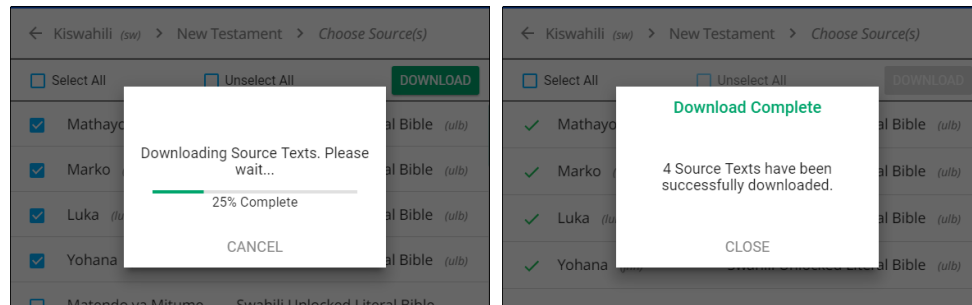 ← Kiswahili (sw) > New Testament > Choose Source(s)
Select All Unselect All DOWNLOAD
Mathayo al Bible (ulb)
Downloading Source Texts. Please
wait...
Marko al Bible (ulb)
25% Complete
Luka (lu al Bible (ulb)
CANCEL
Yohana al Bible (ulb)
Matendo ya Mitume Swahili Unlocked Literal Bible
← Kiswahili (sw) > New Testament > Choose Source(s)
Select All Unselect All DOWNLOAD
Download Complete
Mathayo al Bible (ulb)
4 Source Texts have been
successfully downloaded.
Marko al Bible (ulb)
Luka (lu al Bible (ulb)
CLOSE
Yohana (jhn) Swahili Unlocked Literal Bible (ulb)